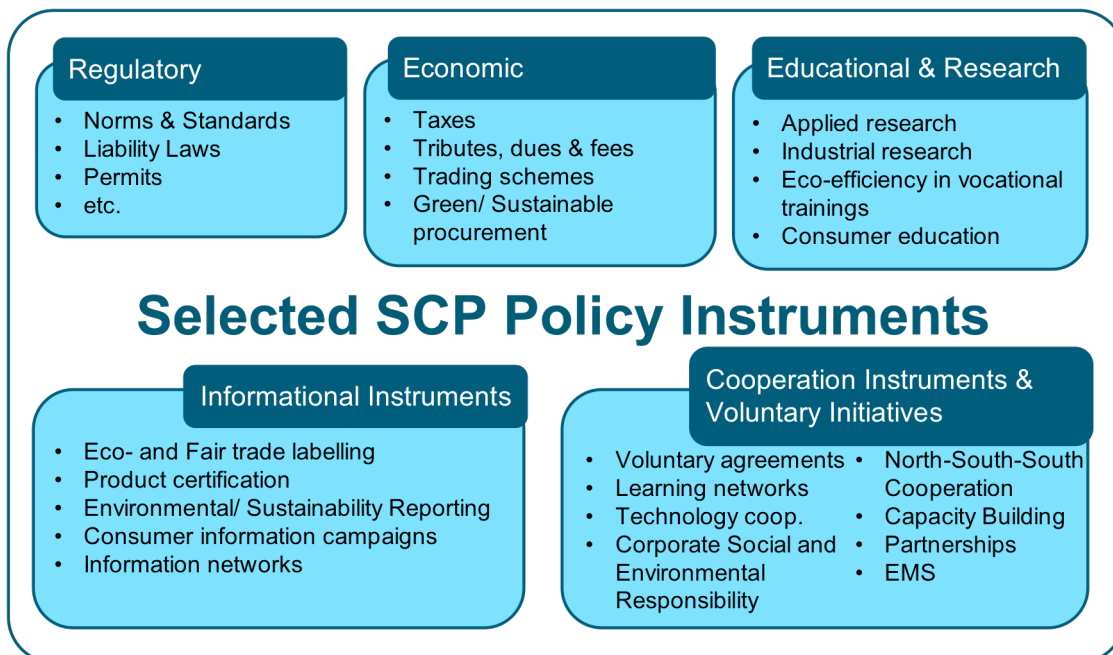 Regulatory
• Norms & Standards
• Liability Laws
• Permits
• etc.
Economic
• Taxes
• Tributes, dues & fees
• Trading schemes
• Green/ Sustainable
procurement
Educational & Research
• Applied research
• Industrial research
• Eco-efficiency in vocational
trainings
• Consumer education
Selected SCP Policy Instruments
Informational Instruments
• Eco- and Fair trade labelling
• Product certification
• Environmental/ Sustainability Reporting
• Consumer information campaigns
• Information networks
Cooperation Instruments &
Voluntary Initiatives
• Voluntary agreements
• Learning networks
• Technology coop.
• Corporate Social and
Environmental
Responsibility
• North-South-South
Cooperation
• Capacity Building
• Partnerships
• EMS